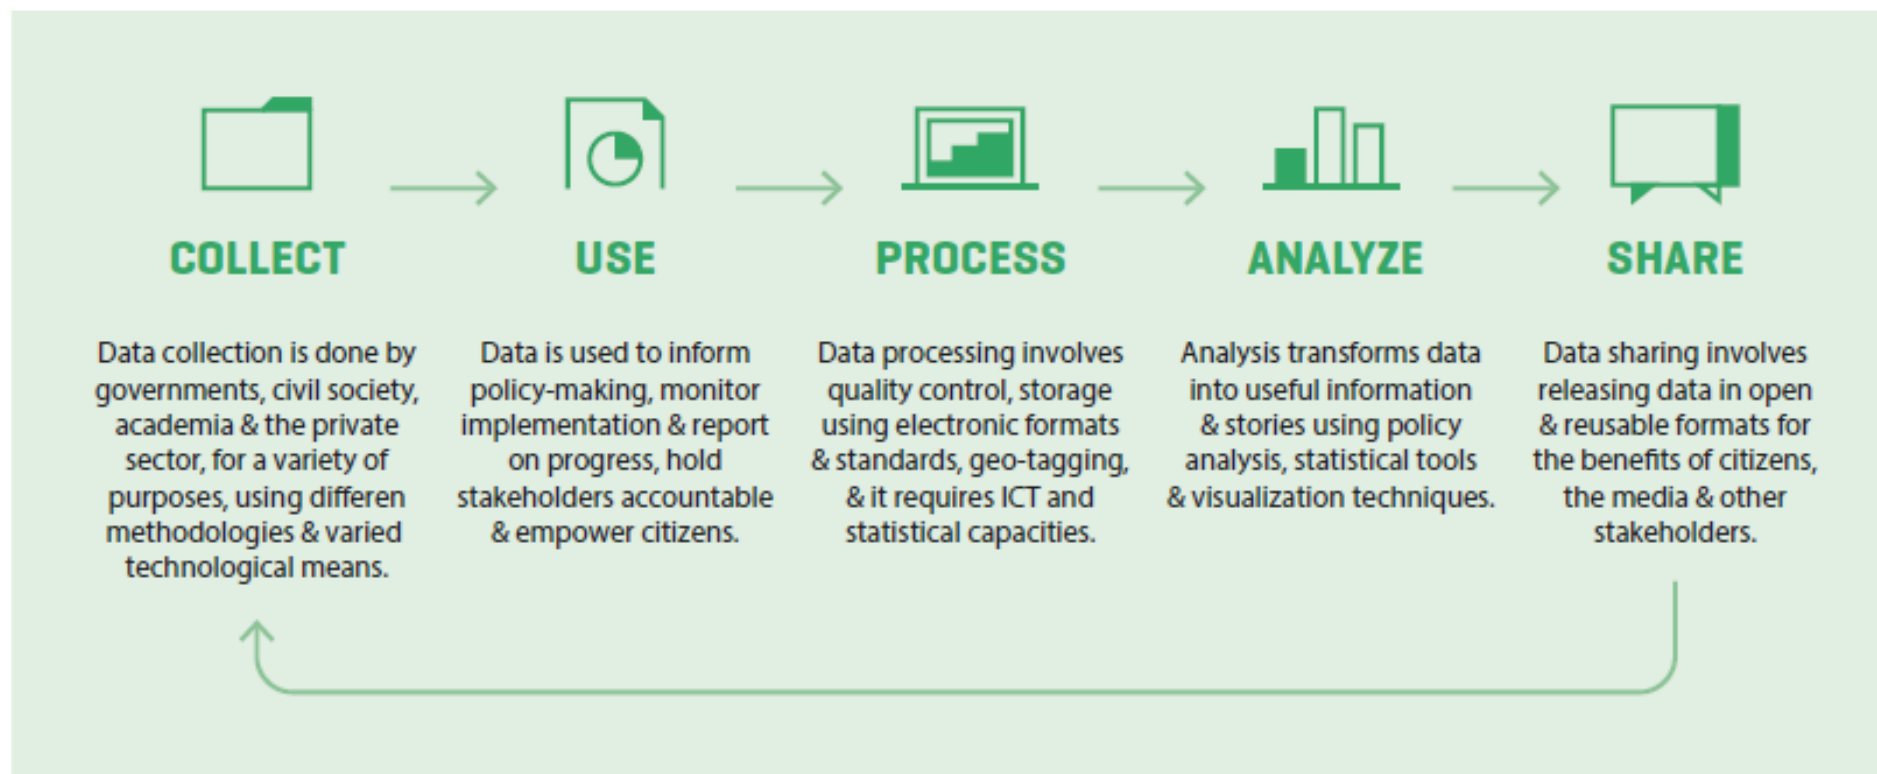 COLLECT
Data collection is done by
governments, civil society,
academia & the private
sector, for a variety of
purposes, using differen
methodologies & varied
technological means.
USE
Data is used to inform
policy-making, monitor
implementation & report
on progress, hold
stakeholders accountable
& empower citizens.
PROCESS
Data processing involves
quality control, storage
using electronic formats
& standards, geo-tagging,
& it requires ICT and
statistical capacities.
ANALYZE
Analysis transforms data
into useful information
& stories using policy
analysis, statistical tools
& visualization techniques.
SHARE
Data sharing involves
releasing data in open
& reusable formats for
the benefits of citizens,
the media & other
stakeholders.